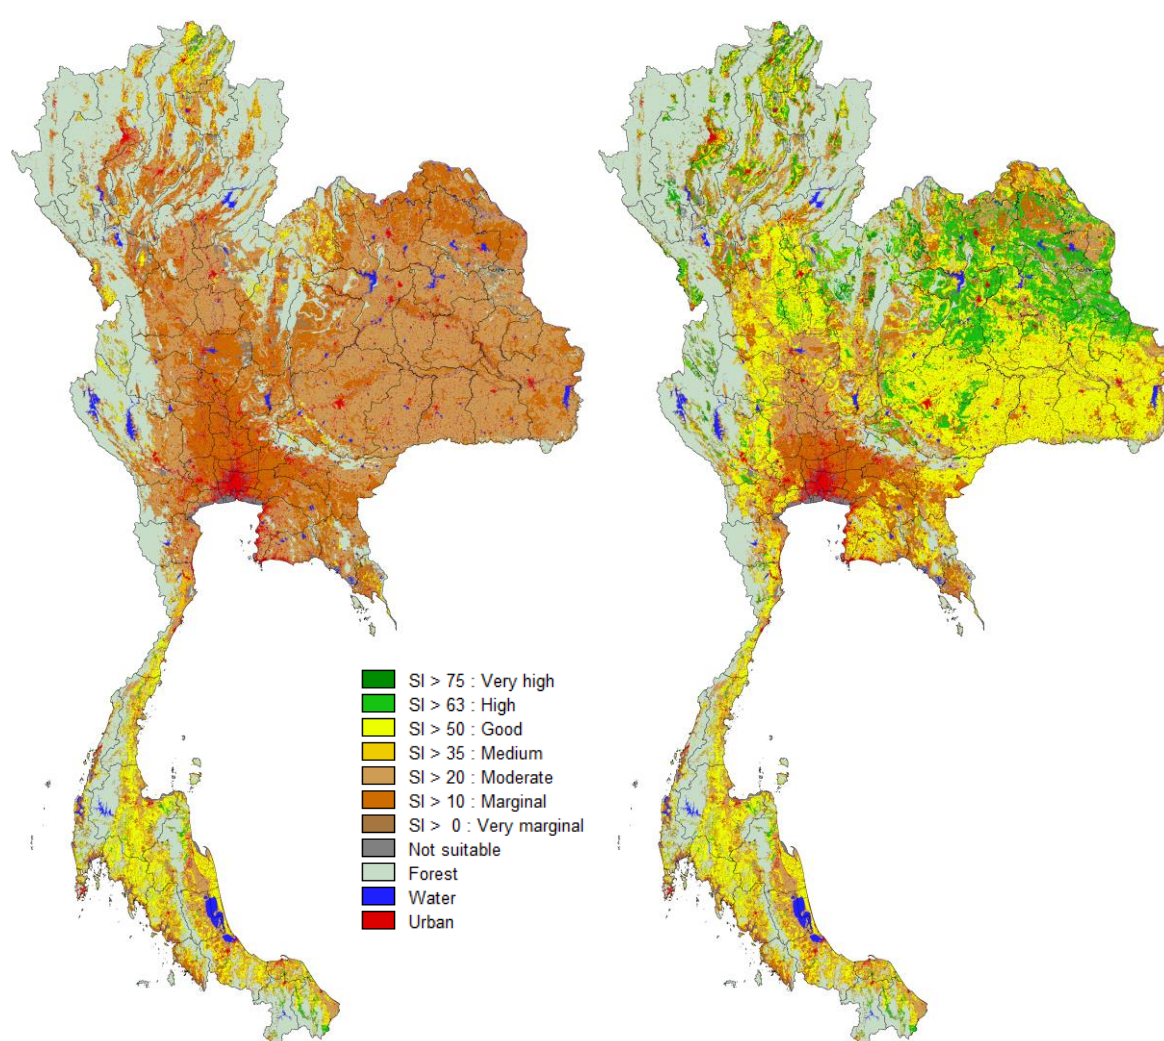 SI > 75 : Very high
SI > 63 : High
SI > 50 : Good
SI > 35 : Medium
SI > 20 : Moderate
SI > 10 : Marginal
SI > 0 : Very marginal
Not suitable
Forest
Water
Urban